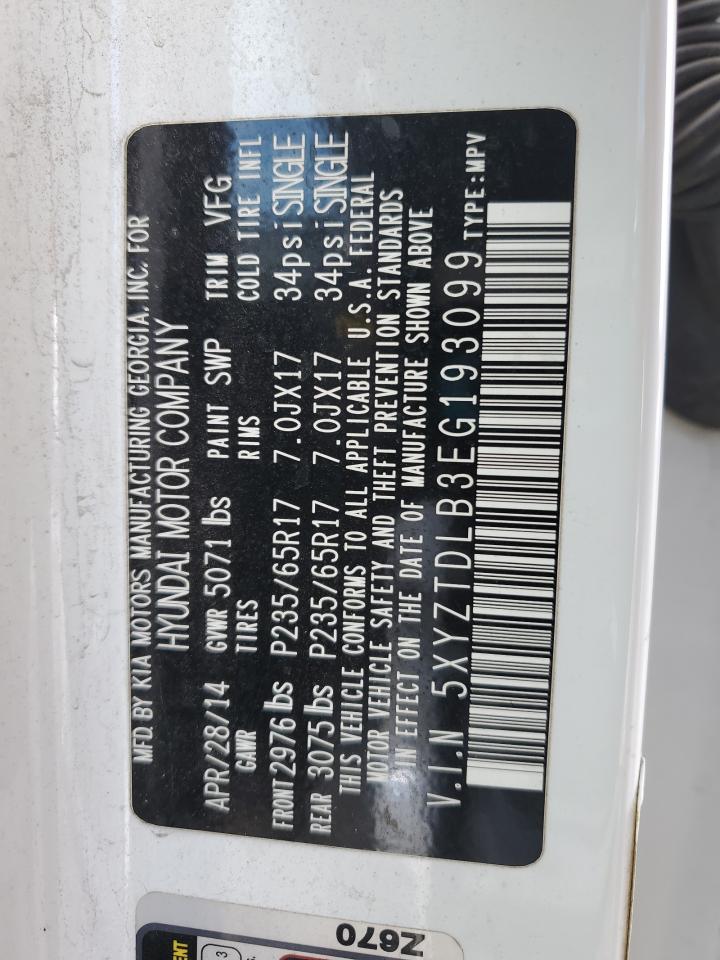 MFD. BY KIA MOTORS MANUFACTURING GEORGIA. INC. FOR
HYUNDAI MOTOR COMPANY
APR/28/14 GVWR 5071 lbs PAINT SWP TRIM VFG
GAWR TIRES RIMS COLD TIRE INFL
FRONT 2976 lbs P235/65R17 7.0JX17 34psi SINGLE
REAR 3075 lbs P235/65R17 7.0JX17 34psi SINGLE
THIS VEHICLE CONFORMS TO ALL APPLICABLE U.S.A. FEDERAL
MOTOR VEHICLE SAFETY AND THEFT PREVENTION STANDARDS
IN EFFECT ON THE DATE OF MANUFACTURE SHOWN ABOVE
V.I.N 5XYZTDLB3EG193099 TYPE:MPV
Z670
3